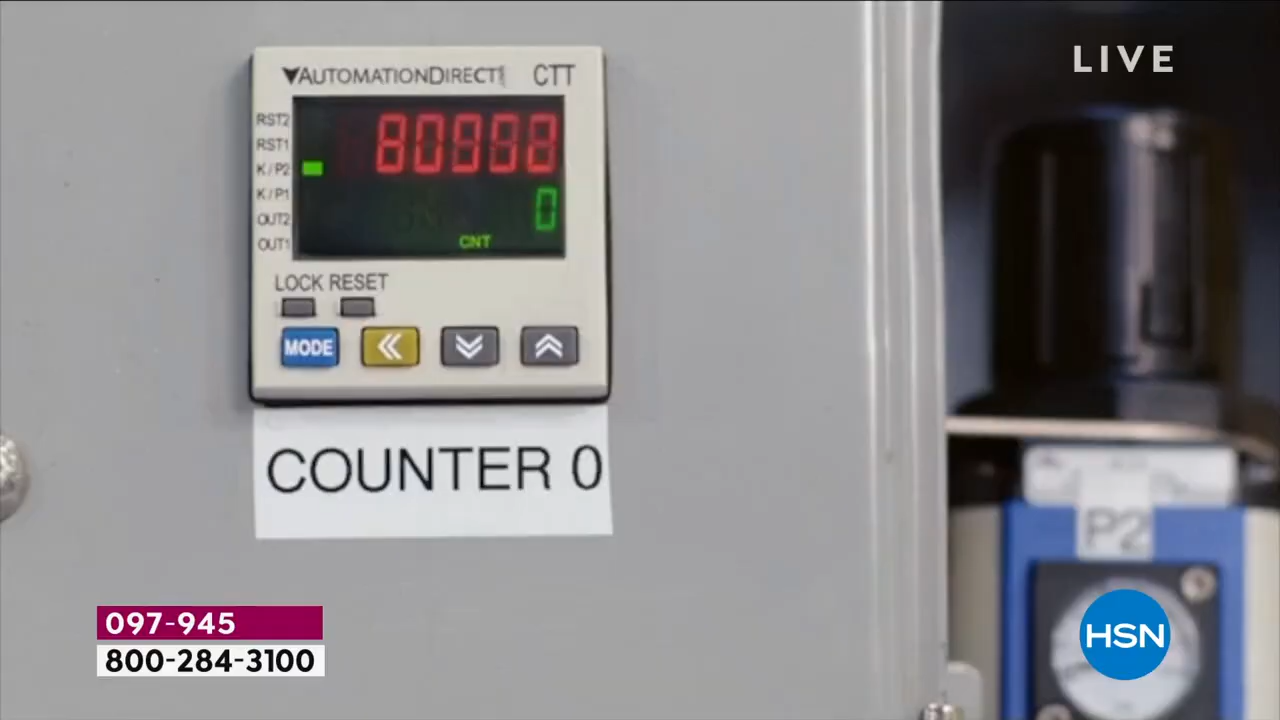 LIVE
AUTOMATIONDIRECT CTT
RST2
RST1
K/P2
K/P1
OUT2
OUT1
0
CNT
LOCK RESET
MODE
COUNTER 0
P2
097-945
800-284-3100
HSN